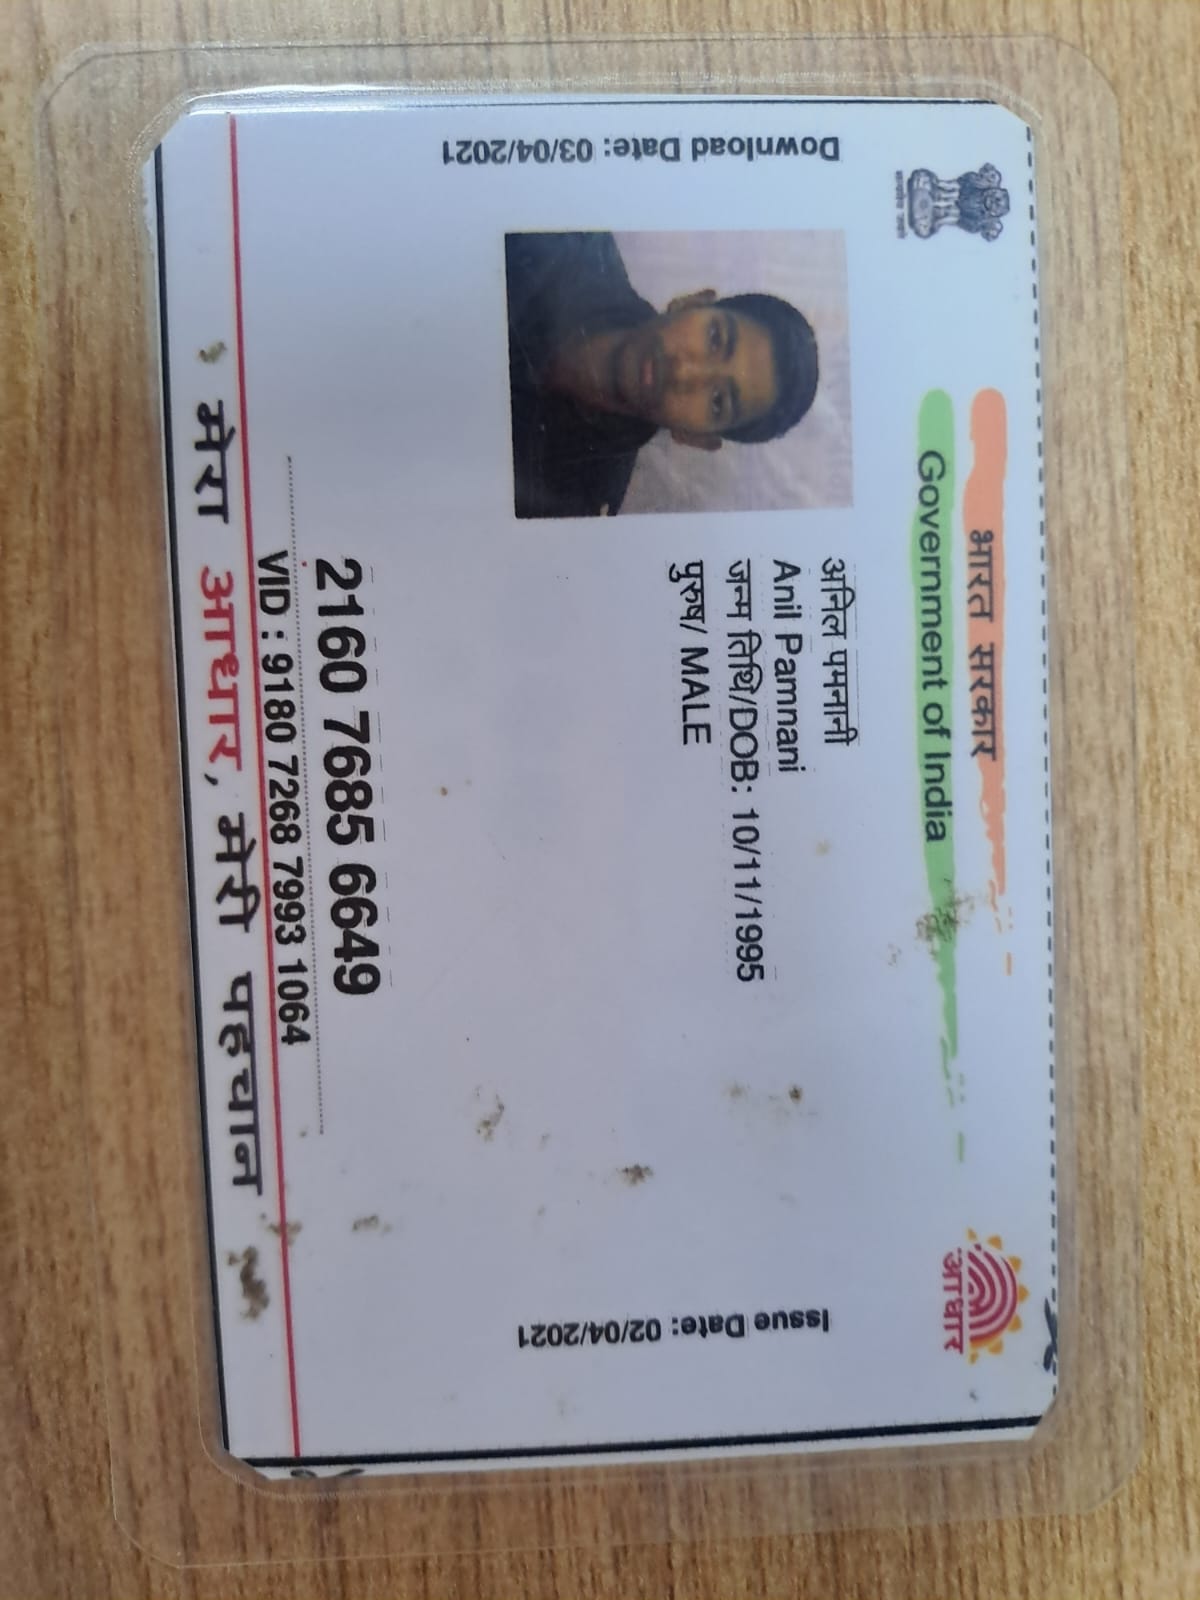 भारत सरकार
Government of India
Download Date: 03/04/2021
अनिल पमनानी
Anil Pamnani
जन्म तिथि/DOB: 10/11/1995
पुरुष/ MALE
Issue Date: 02/04/2021
आधार
2160 7685 6649
VID : 9180 7268 7993 1064
मेरा आधार, मेरी पहचान